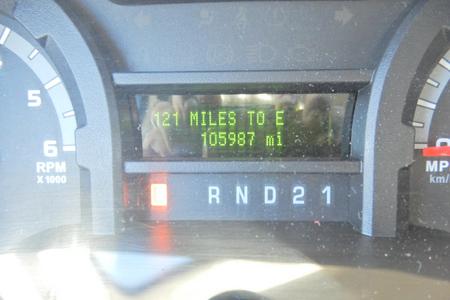 121 MILES TO E
105987 mi
5
6
RPM
X 1000
R N D 2 1
MP
km/